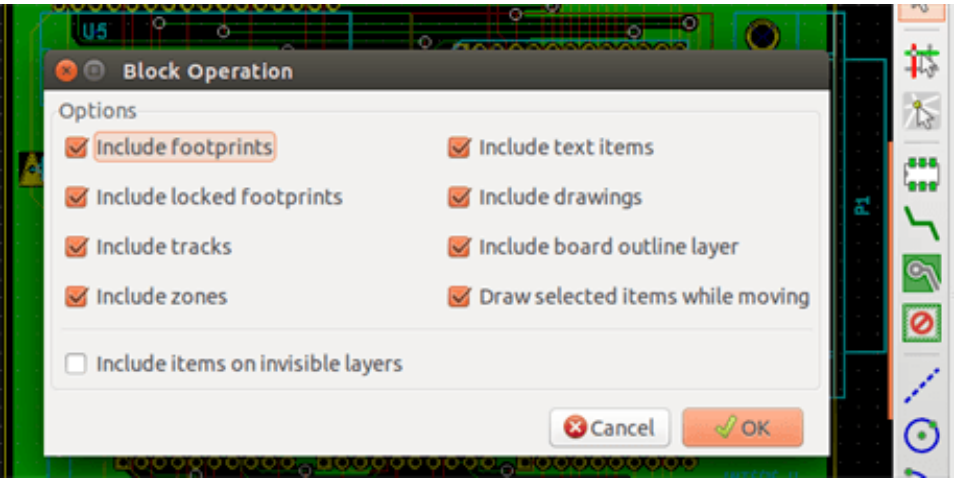 U5
Block Operation
Options
Include footprints
Include text items
Include locked footprints
Include drawings
Include tracks
Include board outline layer
Include zones
Draw selected items while moving
Include items on invisible layers
Cancel
OK
P1